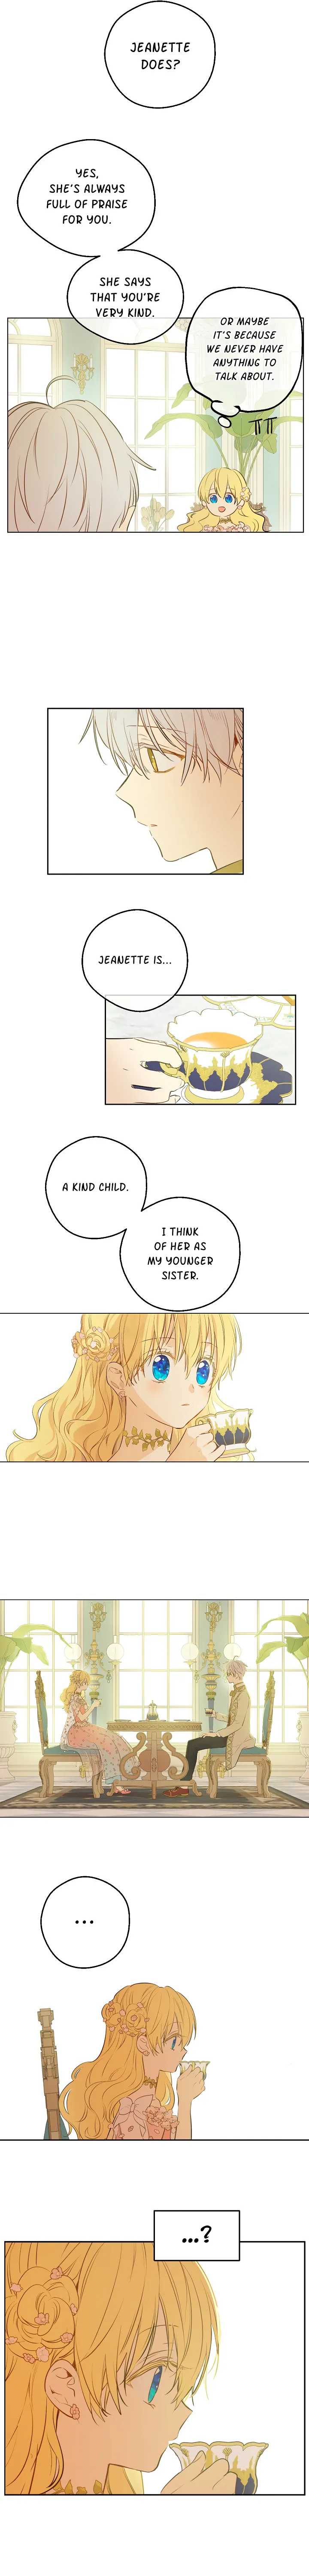 JEANETTE
DOES?
YES,
SHE'S ALWAYS
FULL OF PRAISE
FOR YOU.
SHE SAYS
THAT YOU'RE
VERY KIND.
OR MAYBE
IT'S BECAUSE
WE NEVER HAVE
ANYTHING TO
TALK ABOUT.
ㅠㅠ
JEANETTE IS...
A KIND CHILD.
I THINK
OF HER AS
MY YOUNGER
SISTER.
...
...?